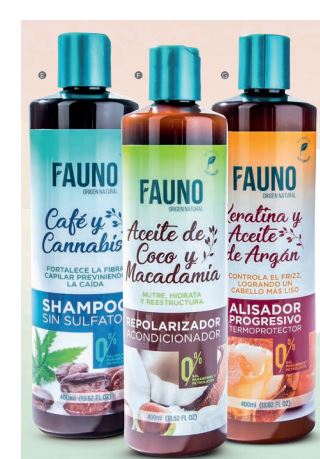 E
F
G
FAUNO
ORIGEN NATURAL
Café y
Cannabis
FORTALECE LA FIBRA
CAPILAR PREVINIENDO
LA CAÍDA
SHAMPOO
SIN SULFATO
0%
400ml (13.52 FL OZ)
FAUNO
ORIGEN NATURAL
Aceite de
Coco y
Macadamia
NUTRE, HIDRATA
Y REESTRUCTURA
REPOLARIZADOR
ACONDICIONADOR
0%
400ml (13.52 FL OZ)
FAUNO
ORIGEN NATURAL
Keratina y
Aceite
de Argán
CONTROLA EL FRIZZ,
LOGRANDO UN
CABELLO MÁS LISO
ALISADOR
PROGRESIVO
TERMOPROTECTOR
0%
400ml (13.52 FL OZ)